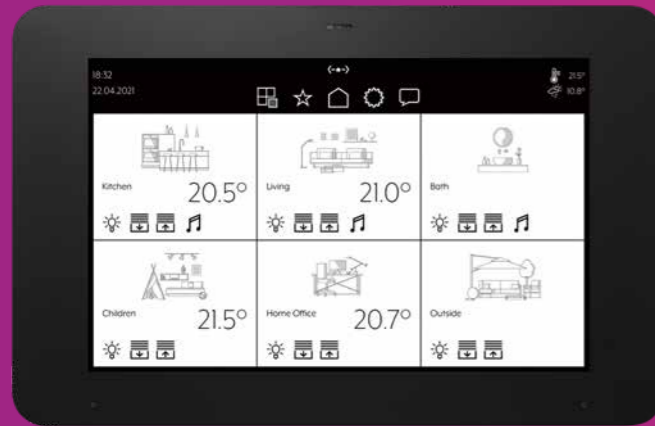 18:32
22.04.2021
21.5°
10.8°
Kitchen
20.5°
Living
21.0°
Bath
Children
21.5°
Home Office
20.7°
Outside